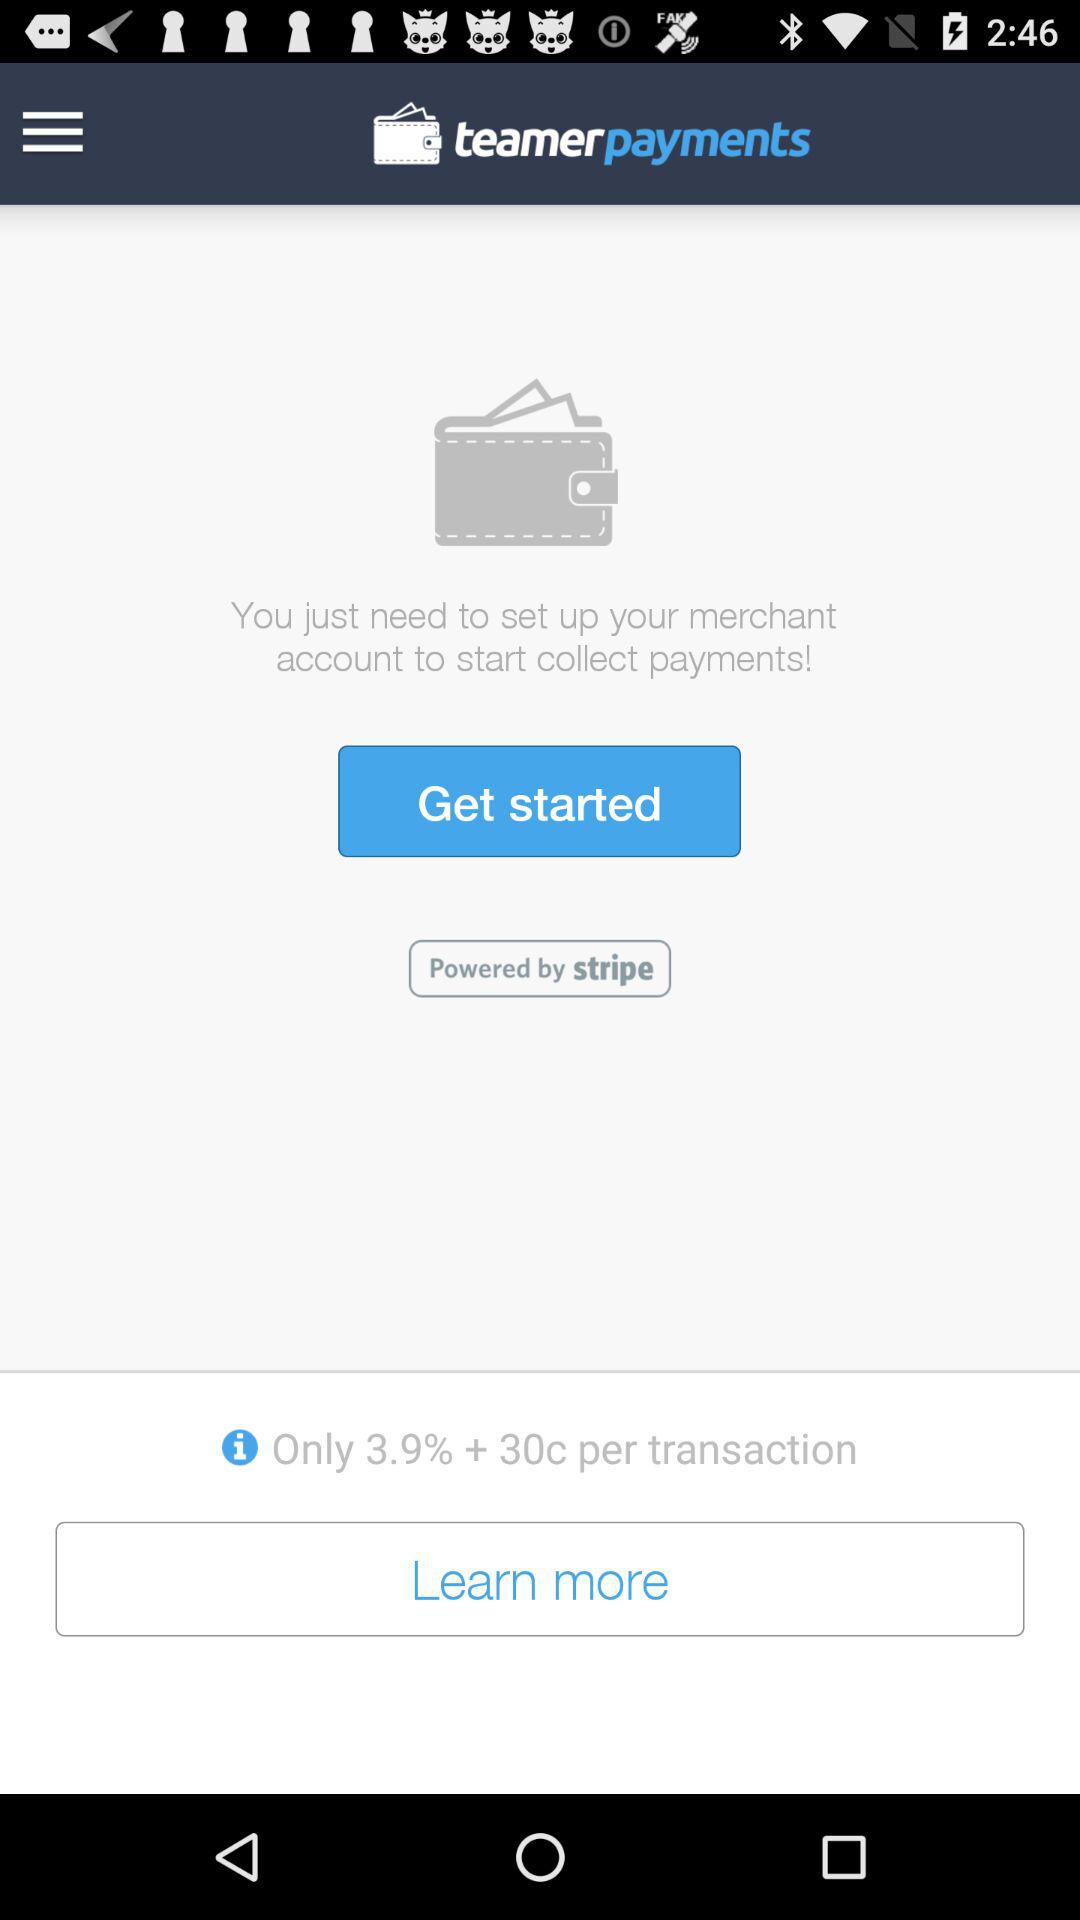 FAKE
2:46
teamerpayments
You just need to set up your merchant
account to start collect payments!
Get started
Powered by stripe
Only 3.9% + 30c per transaction
Learn more